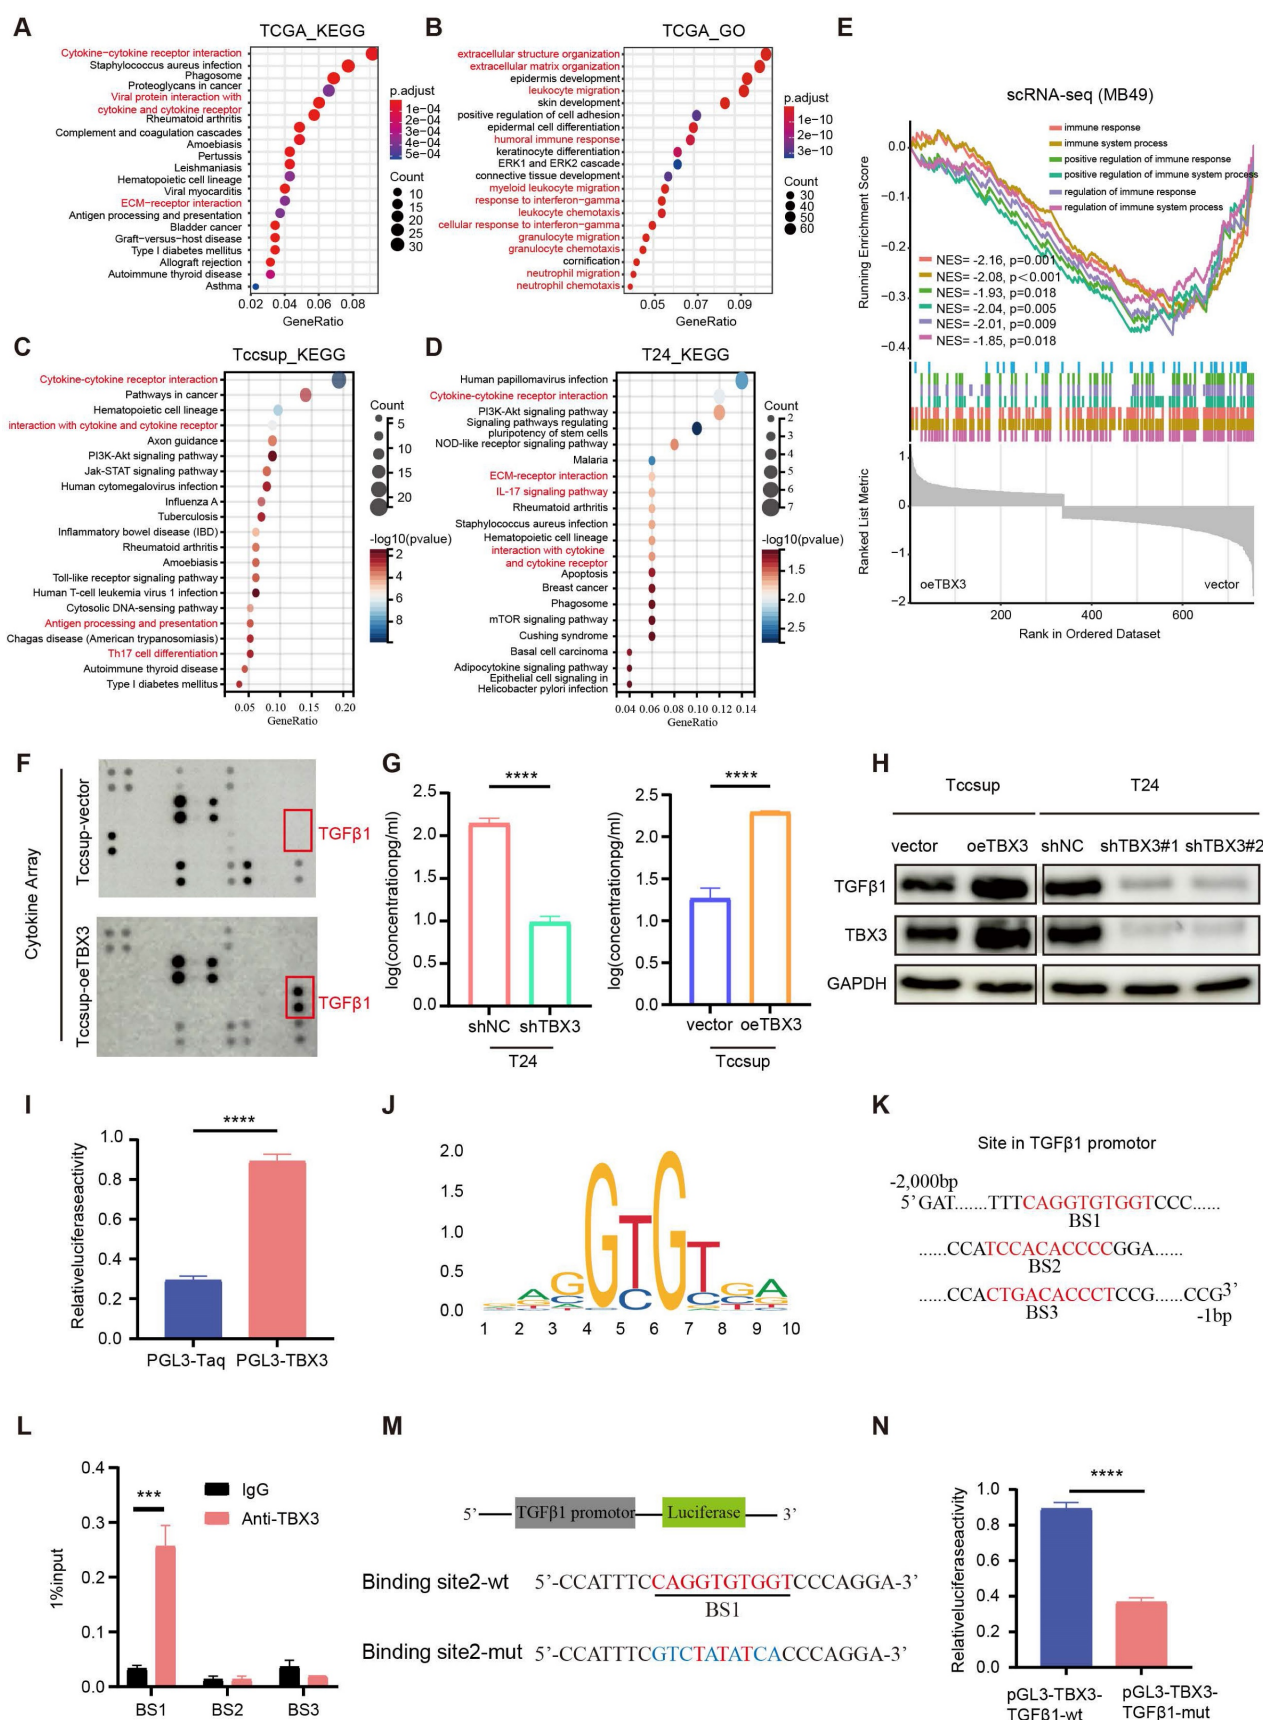 A
TCGA_KEGG
Cytokine−cytokine receptor interaction
Staphylococcus aureus infection
Phagosome
Proteoglycans in cancer
Viral protein interaction with
cytokine and cytokine receptor
Rheumatoid arthritis
Complement and coagulation cascades
Amoebiasis
Pertussis
Leishmaniasis
Hematopoietic cell lineage
Viral myocarditis
ECM−receptor interaction
Antigen processing and presentation
Bladder cancer
Graft−versus−host disease
Type I diabetes mellitus
Allograft rejection
Autoimmune thyroid disease
Asthma
0.02 0.04 0.06 0.08
GeneRatio
p.adjust
1e−04
2e−04
3e−04
4e−04
5e−04
Count
10
15
20
25
30
B
TCGA_GO
extracellular structure organization
extracellular matrix organization
epidermis development
leukocyte migration
skin development
positive regulation of cell adhesion
epidermal cell differentiation
humoral immune response
keratinocyte differentiation
ERK1 and ERK2 cascade
connective tissue development
myeloid leukocyte migration
response to interferon−gamma
leukocyte chemotaxis
cellular response to interferon−gamma
granulocyte migration
granulocyte chemotaxis
cornification
neutrophil migration
neutrophil chemotaxis
0.05 0.07 0.09
GeneRatio
p.adjust
1e−10
2e−10
3e−10
Count
30
40
50
60
E
scRNA-seq (MB49)
Running Enrichment Score
0.0
−0.1
−0.2
−0.3
−0.4
immune response
immune system process
positive regulation of immune response
positive regulation of immune system process
regulation of immune response
regulation of immune system process
NES= -2.16, p=0.001
NES= -2.08, p<0.001
NES= -1.93, p=0.018
NES= -2.04, p=0.005
NES= -2.01, p=0.009
NES= -1.85, p=0.018
Ranked List Metric
1
0
−1
−2
oeTBX3
vector
200 400 600
Rank in Ordered Dataset
C
Tccsup_KEGG
Cytokine-cytokine receptor interaction
Pathways in cancer
Hematopoietic cell lineage
interaction with cytokine and cytokine receptor
Axon guidance
PI3K-Akt signaling pathway
Jak-STAT signaling pathway
Human cytomegalovirus infection
Influenza A
Tuberculosis
Inflammatory bowel disease (IBD)
Rheumatoid arthritis
Amoebiasis
Toll-like receptor signaling pathway
Human T-cell leukemia virus 1 infection
Cytosolic DNA-sensing pathway
Antigen processing and presentation
Chagas disease (American trypanosomiasis)
Th17 cell differentiation
Autoimmune thyroid disease
Type I diabetes mellitus
0.05 0.10 0.15 0.20
GeneRatio
Count
5
10
15
20
-log10(pvalue)
2
4
6
8
D
T24_KEGG
Human papillomavirus infection
Cytokine-cytokine receptor interaction
PI3K-Akt signaling pathway
Signaling pathways regulating
pluripotency of stem cells
NOD-like receptor signaling pathway
Malaria
ECM-receptor interaction
IL-17 signaling pathway
Rheumatoid arthritis
Staphylococcus aureus infection
Hematopoietic cell lineage
interaction with cytokine
and cytokine receptor
Apoptosis
Breast cancer
Phagosome
mTOR signaling pathway
Cushing syndrome
Basal cell carcinoma
Adipocytokine signaling pathway
Epithelial cell signaling in
Helicobacter pylori infection
0.04 0.06 0.08 0.10 0.12 0.14
GeneRatio
Count
2
3
4
5
6
7
-log10(pvalue)
1.5
2.0
2.5
F
Cytokine Array
Tccsup-vector
TGFβ1
Tccsup-oeTBX3
TGFβ1
G
log(concentrationpg/ml)
2.5
2.0
1.5
1.0
0.5
0.0
****
shNC shTBX3
T24
log(concentrationpg/ml)
2.5
2.0
1.5
1.0
0.5
0.0
****
vector oeTBX3
Tccsup
H
Tccsup T24
vector oeTBX3 shNC shTBX3#1 shTBX3#2
TGFβ1
TBX3
GAPDH
I
Relativeluciferaseactivity
1.0
0.8
0.6
0.4
0.2
0.0
****
PGL3-Taq PGL3-TBX3
J
2.0
1.5
1.0
0.5
0.0
GTGT
1 2 3 4 5 6 7 8 9 10
K
Site in TGFβ1 promotor
-2,000bp
5’GAT.......TTTCAGGTGTGGTCCC......
BS1
......CCATCCACACCCCGGA......
BS2
......CCACTGACACCCTCCG......CCG3’
BS3
-1bp
L
1%input
0.4
0.3
0.2
0.1
0.0
***
IgG
Anti-TBX3
BS1 BS2 BS3
M
5’ TGFβ1 promotor Luciferase 3’
Binding site2-wt 5’-CCATTTCCAGGTGTGGTCCCAGGA-3’
BS1
Binding site2-mut 5’-CCATTTCGTCTATATCACCCAGGA-3’
N
Relativeluciferaseactivity
1.0
0.8
0.6
0.4
0.2
0.0
****
pGL3-TBX3-
TGFβ1-wt
pGL3-TBX3-
TGFβ1-mut